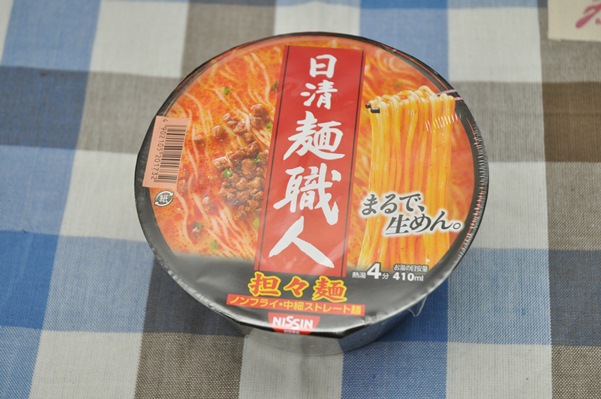 日清麺職人
まるで、
生めん。
熱湯4分
お湯の目安量
410ml
担々麺
ノンフライ・中細ストレート麺
NISSIN
紙